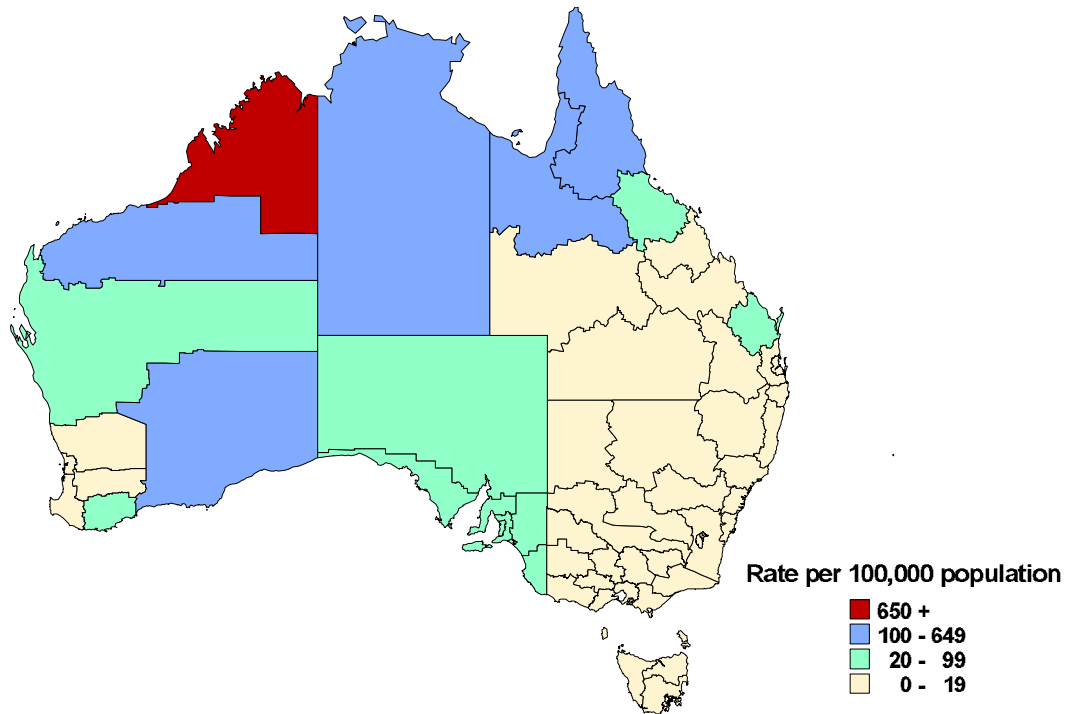 Rate per 100,000 population
650 +
100 - 649
20 - 99
0 - 19